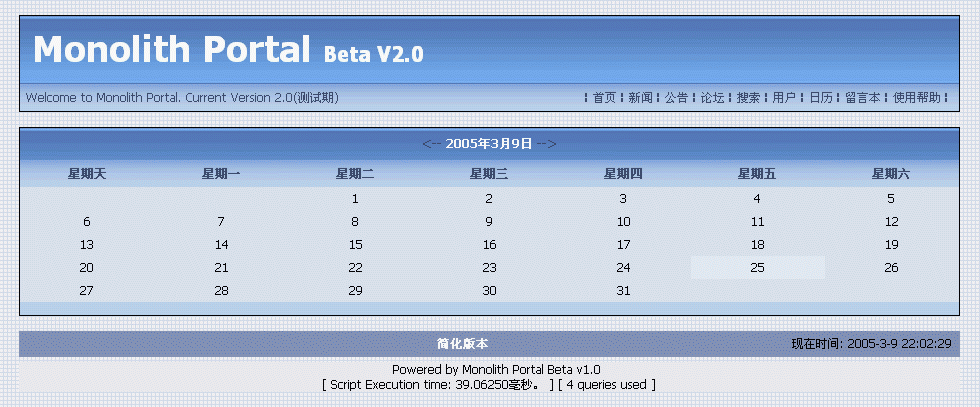 Monolith Portal Beta V2.0
Welcome to Monolith Portal. Current Version 2.0(测试期) ¦ 首页 ¦ 新闻 ¦ 公告 ¦ 论坛 ¦ 搜索 ¦ 用户 ¦ 日历 ¦ 留言本 ¦ 使用帮助 ¦
<-- 2005年3月9日 -->
星期天 星期一 星期二 星期三 星期四 星期五 星期六
1 2 3 4 5
6 7 8 9 10 11 12
13 14 15 16 17 18 19
20 21 22 23 24 25 26
27 28 29 30 31
简化版本 现在时间: 2005-3-9 22:02:29
Powered by Monolith Portal Beta v1.0
[ Script Execution time: 39.06250毫秒。 ] [ 4 queries used ]